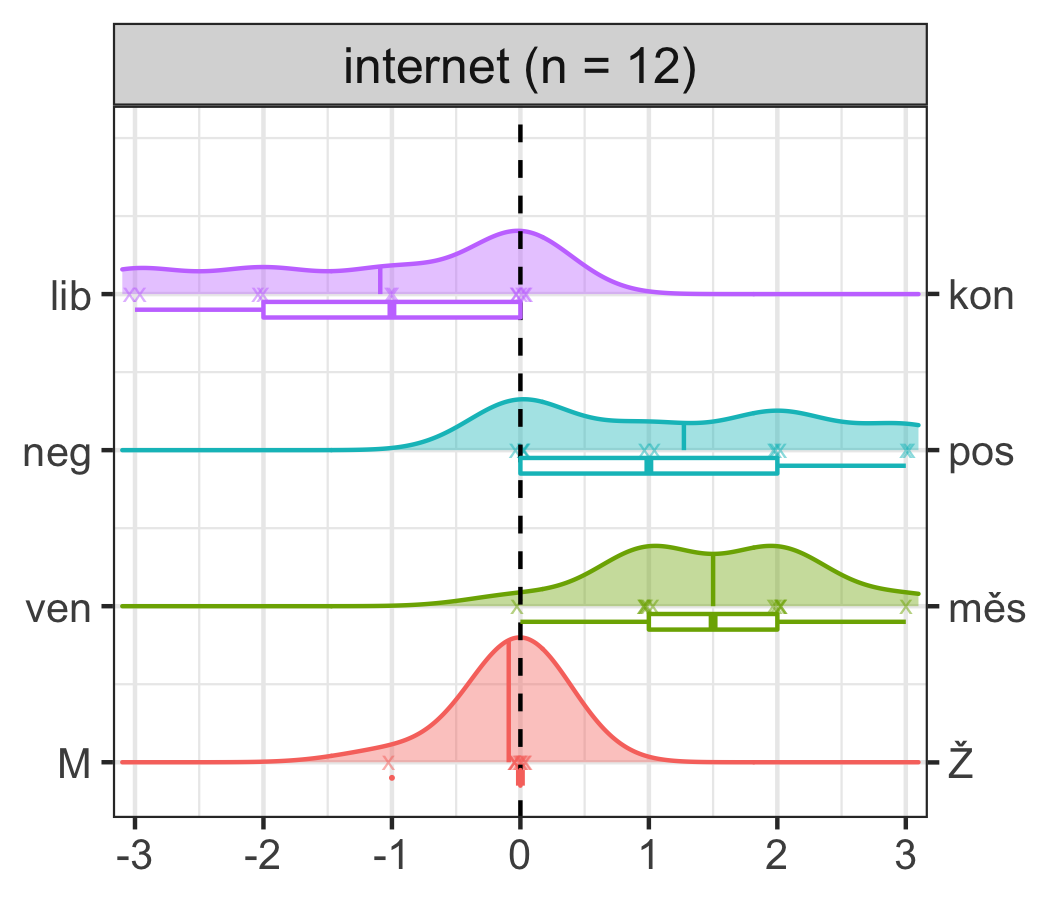 internet (n = 12)
lib kon
neg pos
ven měs
M Ž
-3 -2 -1 0 1 2 3